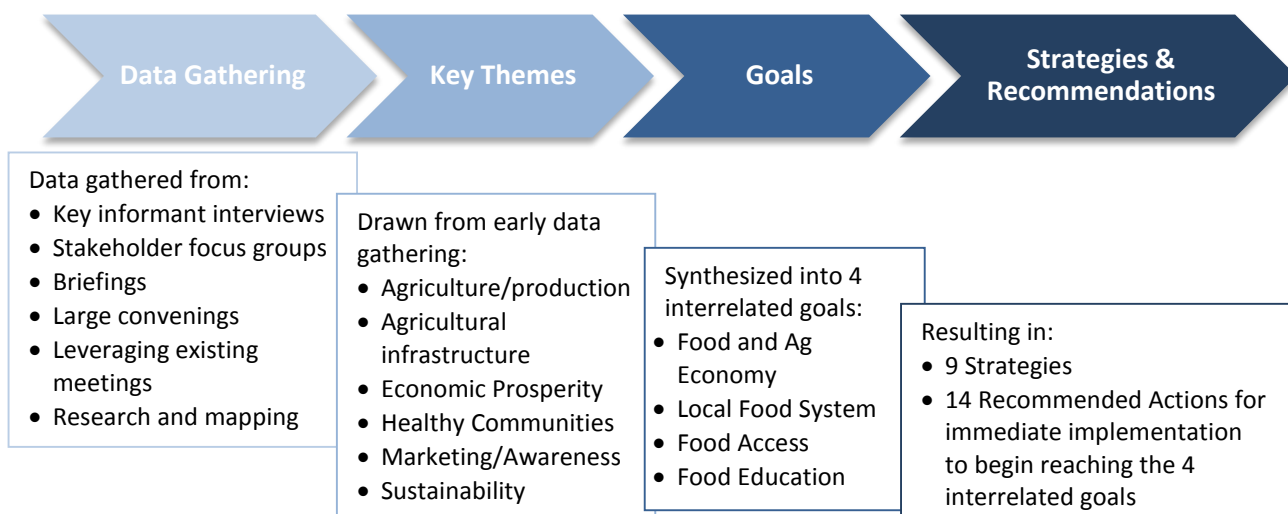 Data Gathering
Key Themes
Goals
Strategies &
Recommendations
Data gathered from:
• Key informant interviews
• Stakeholder focus groups
• Briefings
• Large convenings
• Leveraging existing
meetings
• Research and mapping
Drawn from early data
gathering:
• Agriculture/production
• Agricultural
infrastructure
• Economic Prosperity
• Healthy Communities
• Marketing/Awareness
• Sustainability
Synthesized into 4
interrelated goals:
• Food and Ag
Economy
• Local Food System
• Food Access
• Food Education
Resulting in:
• 9 Strategies
• 14 Recommended Actions for
immediate implementation
to begin reaching the 4
interrelated goals